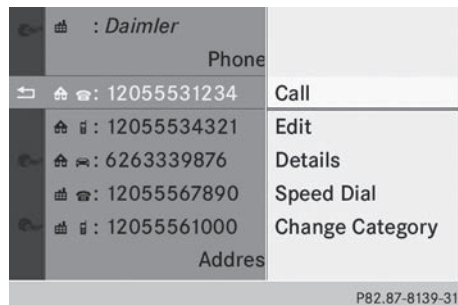 : Daimler
Phone
: 12055531234 Call
: 12055534321 Edit
: 6263339876 Details
: 12055567890 Speed Dial
: 12055561000 Change Category
Addres
P82.87-8139-31